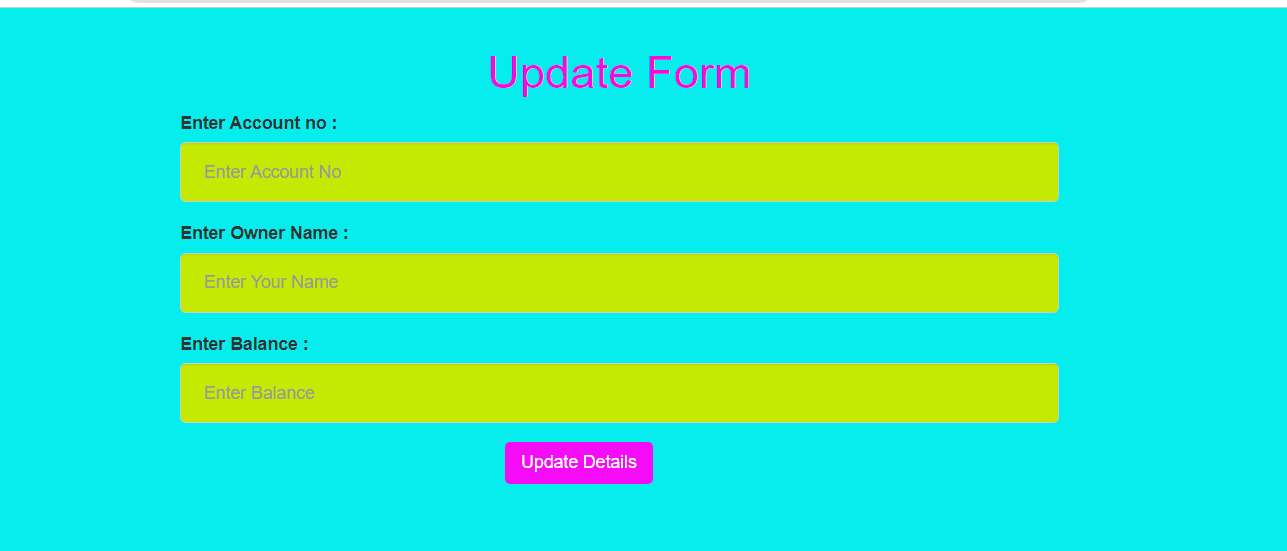 Update Form
Enter Account no :
Enter Account No
Enter Owner Name :
Enter Your Name
Enter Balance :
Enter Balance
Update Details